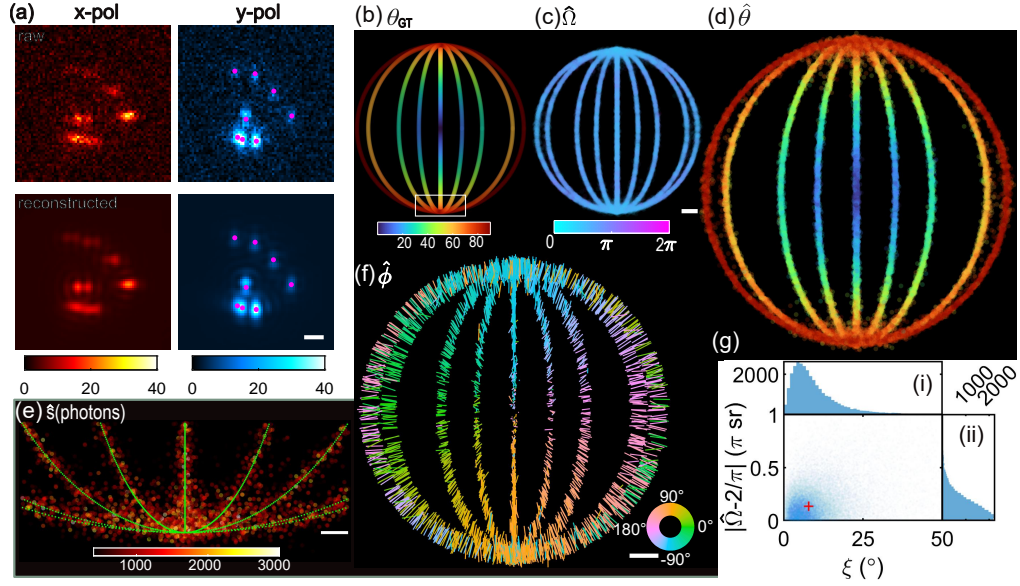 (a) x-pol y-pol
raw
reconstructed
0 20 40 0 20 40
(b) θGT
20 40 60 80
(c) Ω̂
0 π 2π
(d) θ̂
(e) ŝ(photons)
1000 2000 3000
(f) ϕ̂
90°
180° 0°
-90°
(g)
2000
(i)
1000
2000
(ii)
1
0.5
0
|Ω̂-2/π| (π sr)
0 50
ξ (°)